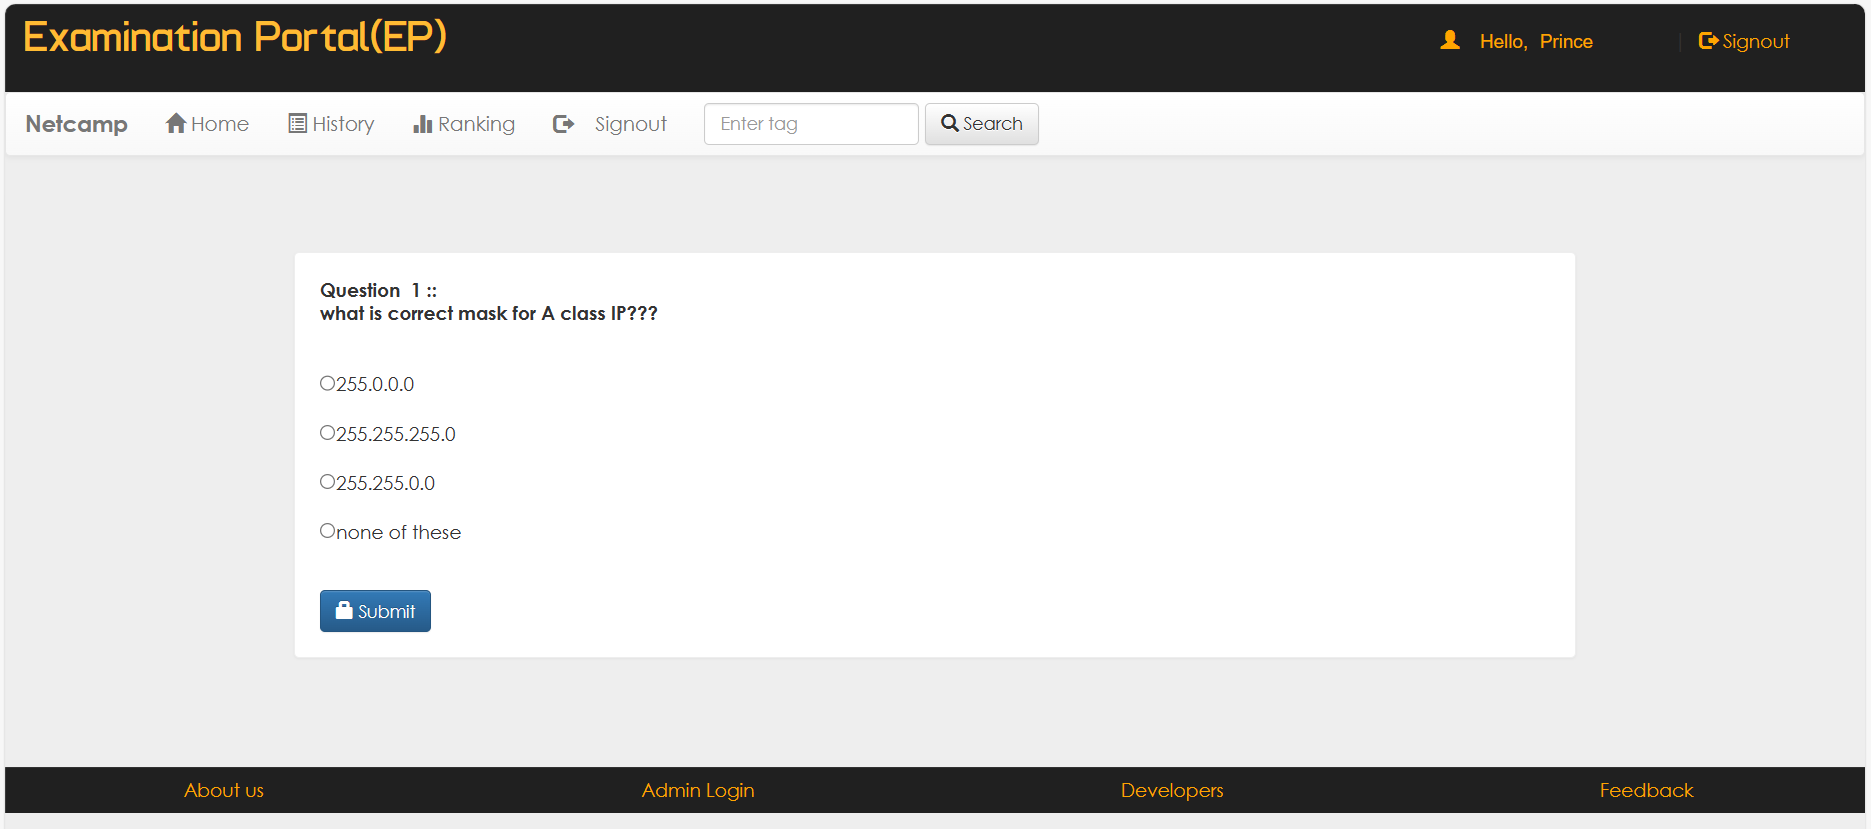 Examination Portal(EP)
Hello, Prince | Signout
Netcamp Home History Ranking Signout Enter tag Search
Question 1 ::
what is correct mask for A class IP???
255.0.0.0
255.255.255.0
255.255.0.0
none of these
Submit
About us Admin Login Developers Feedback